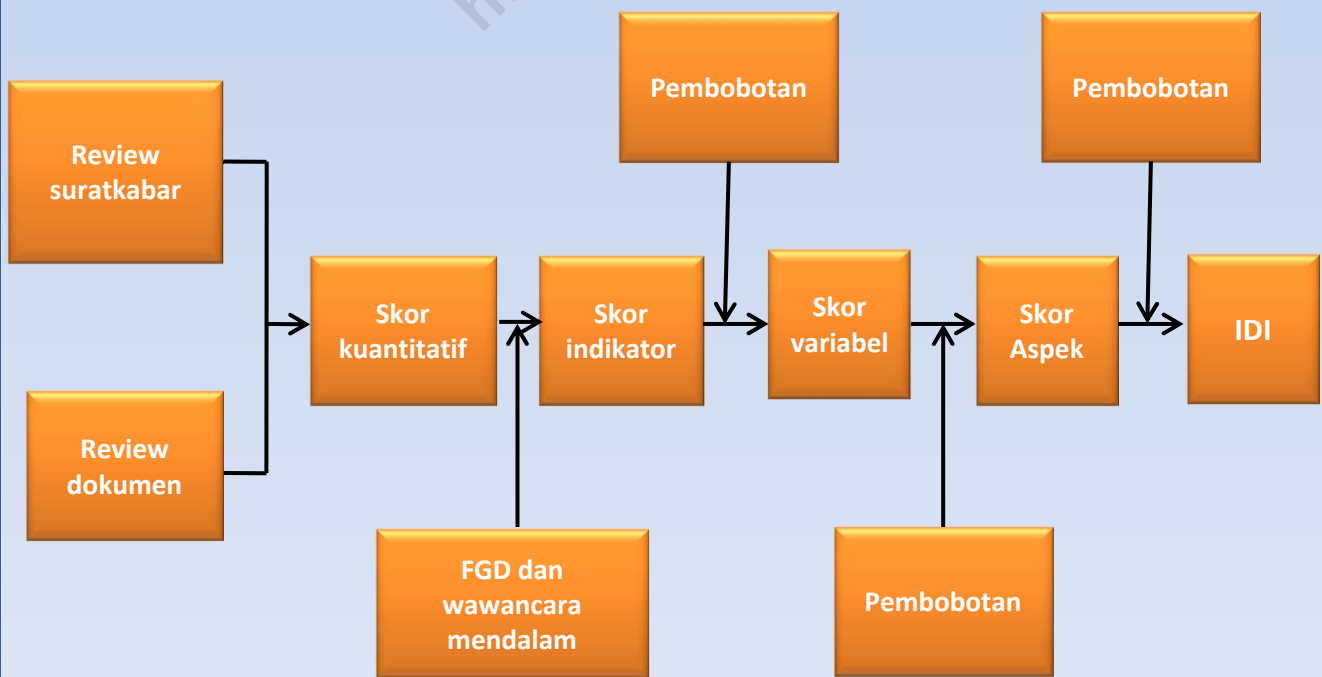 Pembobotan
Pembobotan
Review
suratkabar
Skor
kuantitatif
Skor
indikator
Skor
variabel
Skor
Aspek
IDI
Review
dokumen
FGD dan
wawancara
mendalam
Pembobotan